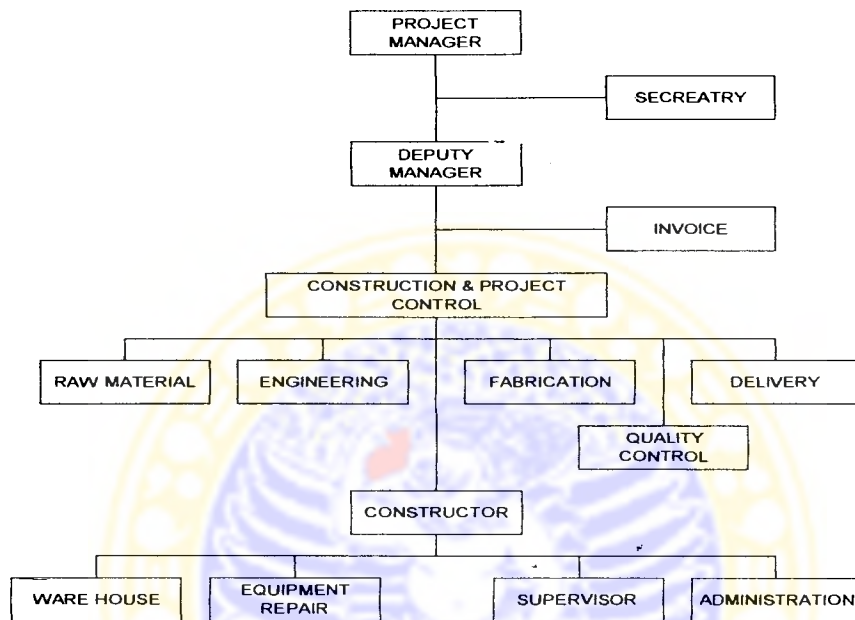 PROJECT
MANAGER
SECREATRY
DEPUTY
MANAGER
INVOICE
CONSTRUCTION & PROJECT
CONTROL
RAW MATERIAL
ENGINEERING
FABRICATION
DELIVERY
QUALITY
CONTROL
CONSTRUCTOR
WARE HOUSE
EQUIPMENT
REPAIR
SUPERVISOR
ADMINISTRATION